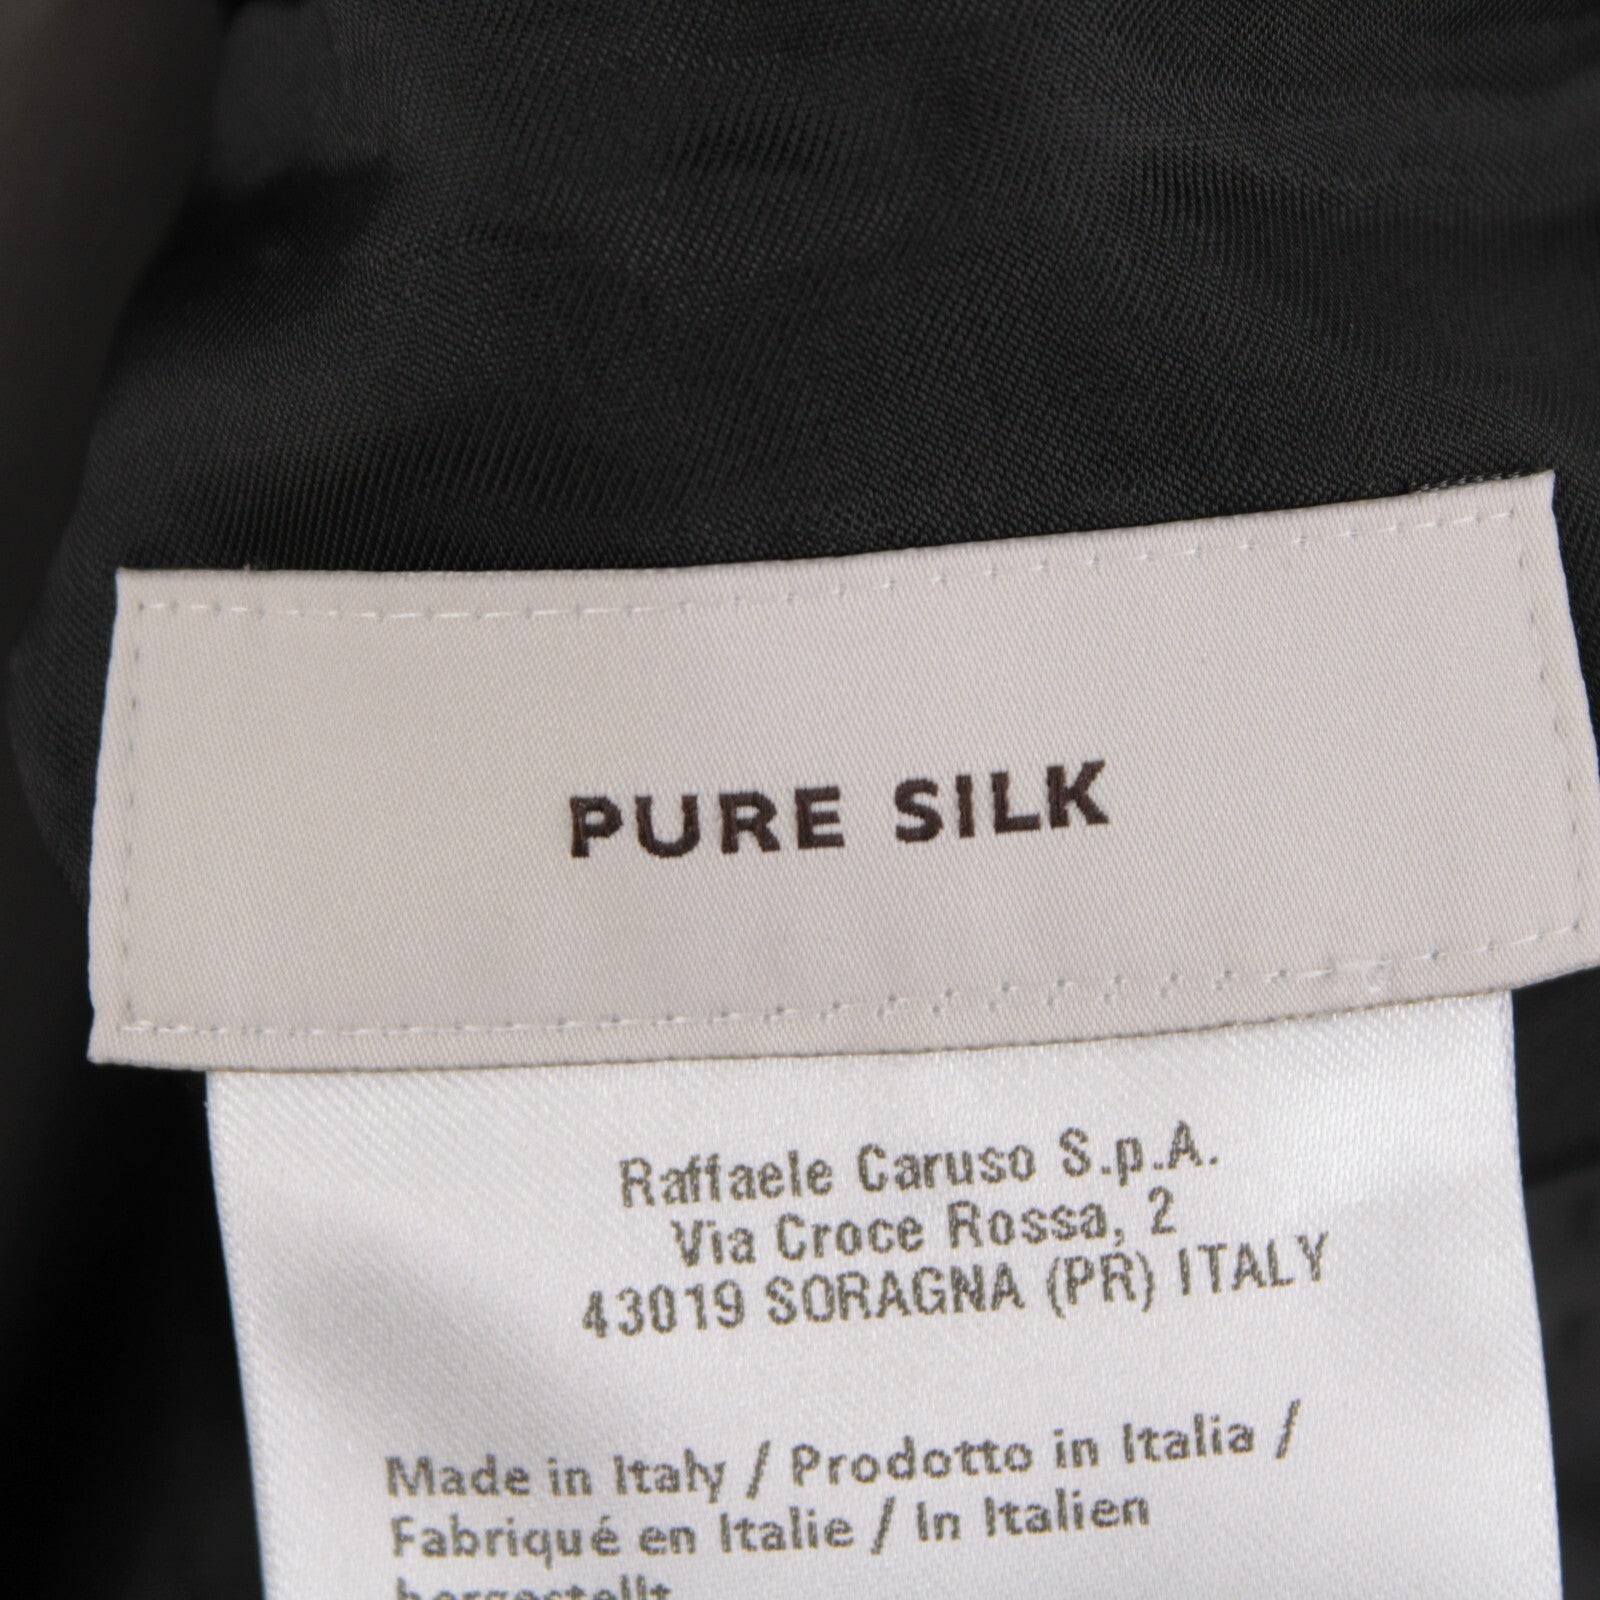 PURE SILK
Raffaele Caruso S.p.A.
Via Croce Rossa, 2
43019 SORAGNA (PR) ITALY
Made in Italy / Prodotto in Italia /
Fabriqué en Italie / In Italien
hergestellt